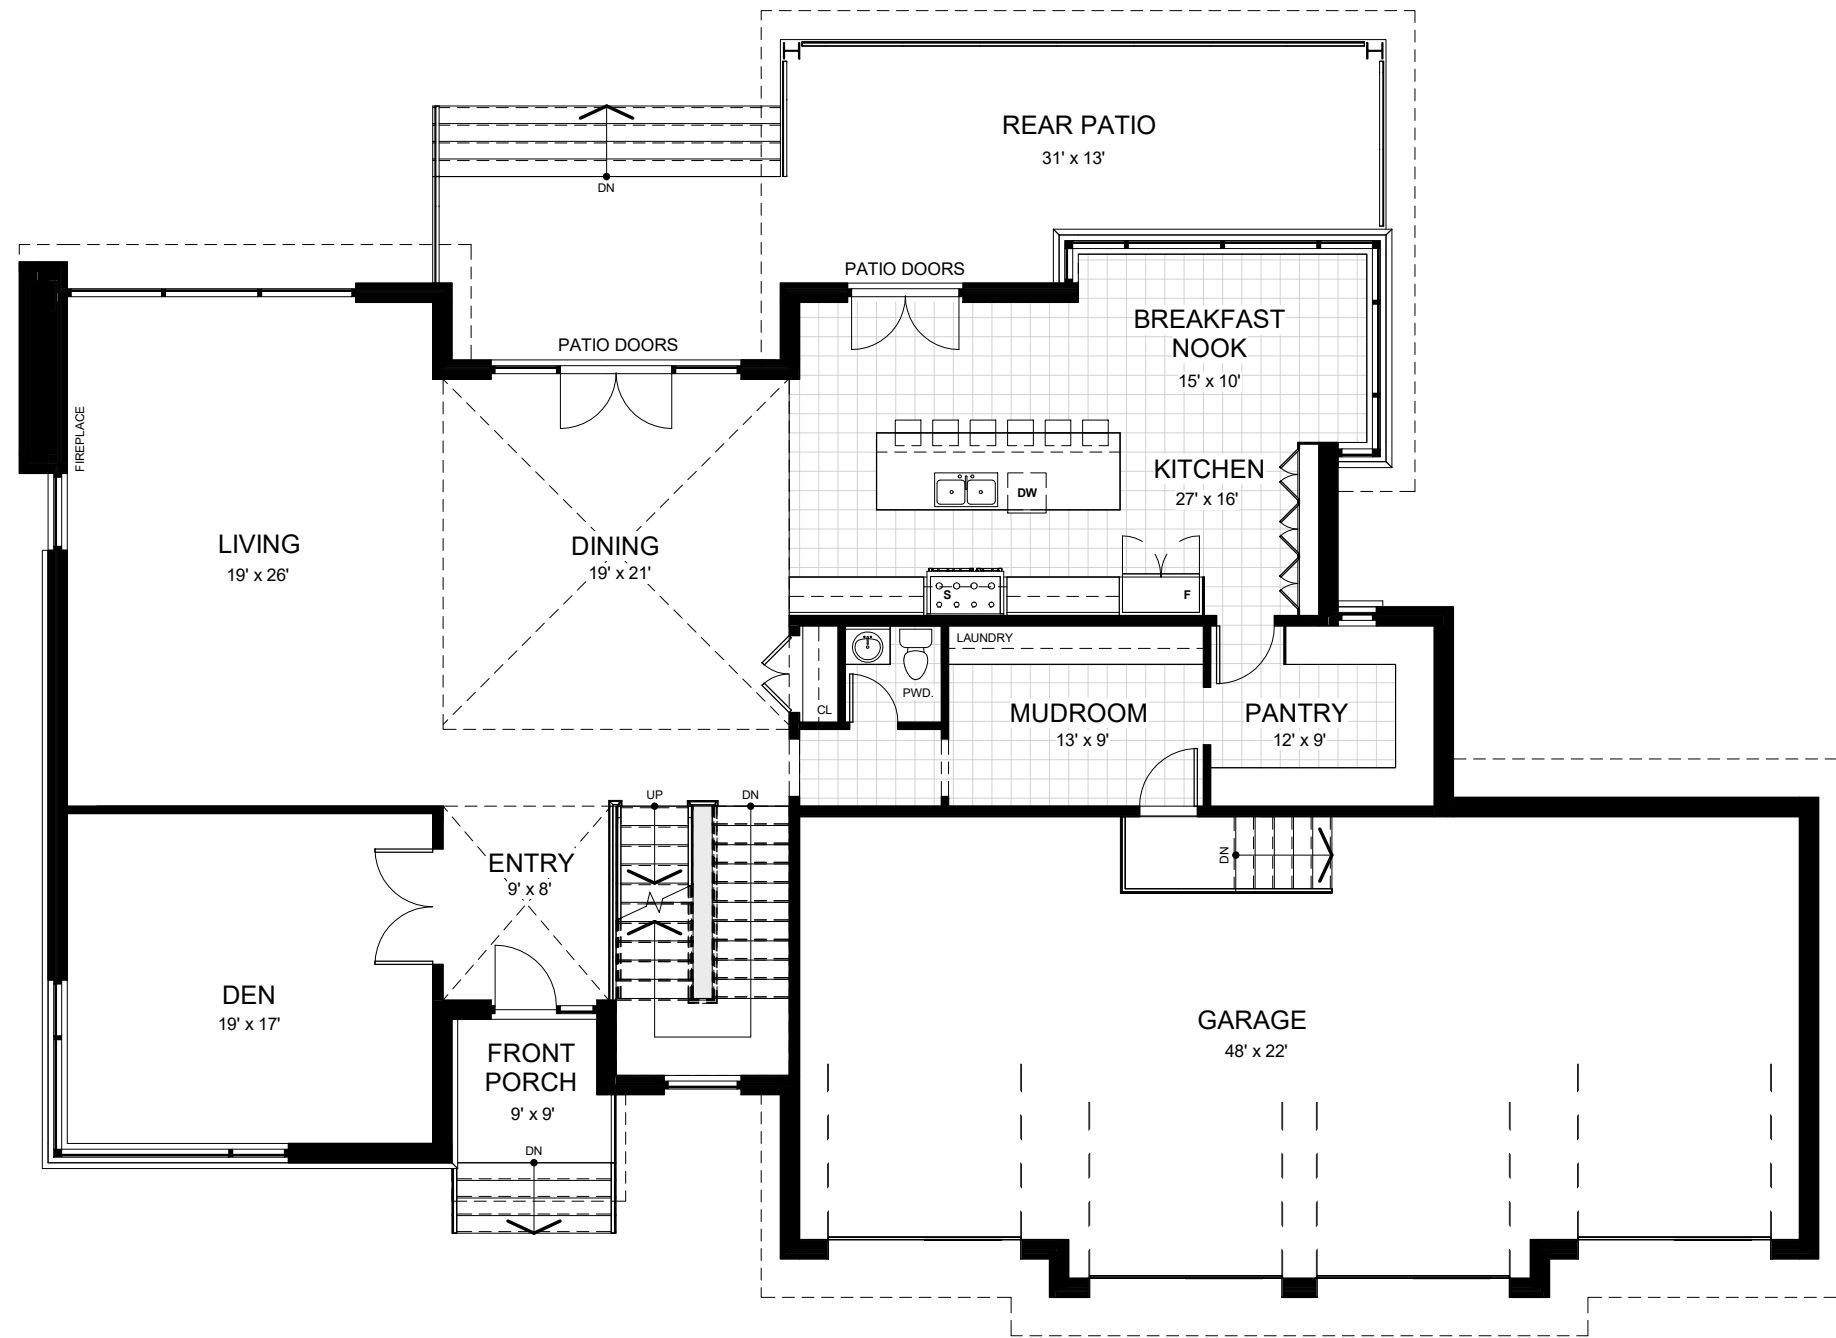 REAR PATIO
31' x 13'
DN
PATIO DOORS
PATIO DOORS
BREAKFAST
NOOK
15' x 10'
FIREPLACE
KITCHEN
27' x 16'
DW
LIVING
19' x 26'
DINING
19' x 21'
S
F
LAUNDRY
PWD.
CL
MUDROOM
13' x 9'
PANTRY
12' x 9'
UP
DN
ENTRY
9' x 8'
DN
DEN
19' x 17'
GARAGE
48' x 22'
FRONT
PORCH
9' x 9'
DN